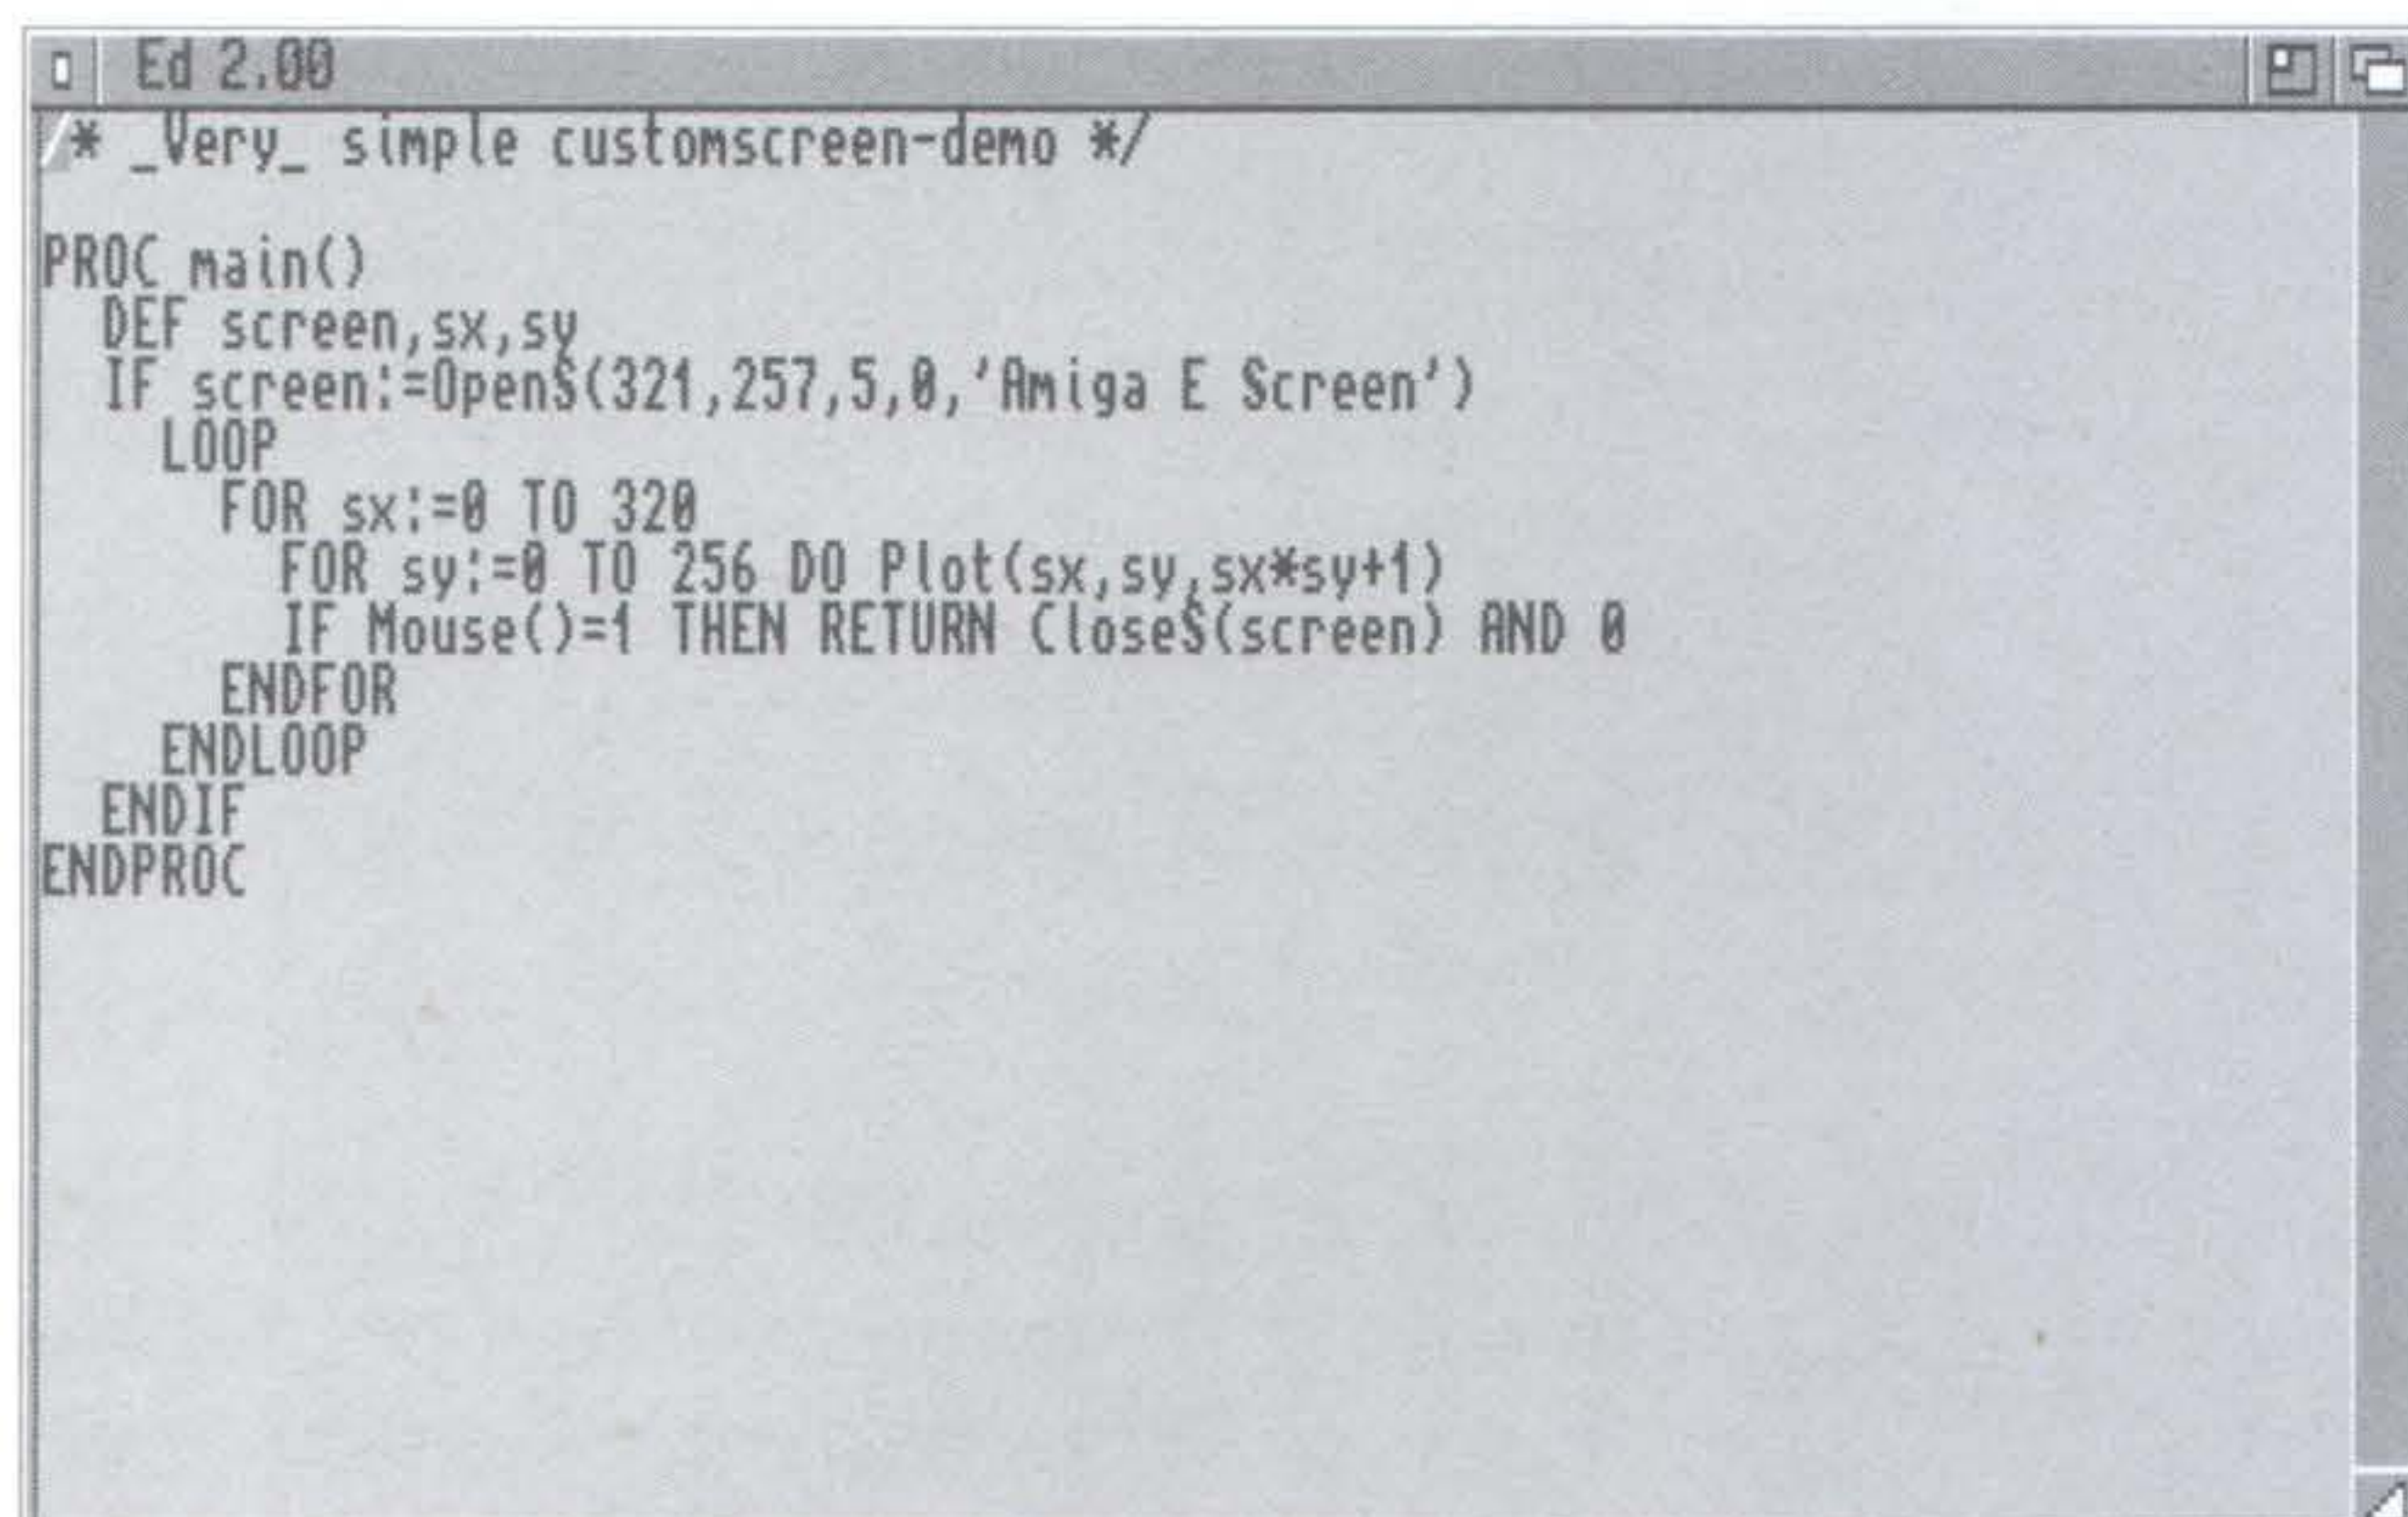 Ed 2.00
/* _Very_ simple customscreen-demo */
PROC main()
  DEF screen,sx,sy
  IF screen:=OpenS(321,257,5,0,'Amiga E Screen')
    LOOP
      FOR sx:=0 TO 320
        FOR sy:=0 TO 256 DO Plot(sx,sy,sx*sy+1)
        IF Mouse()=1 THEN RETURN CloseS(screen) AND 0
      ENDFOR
    ENDLOOP
  ENDIF
ENDPROC